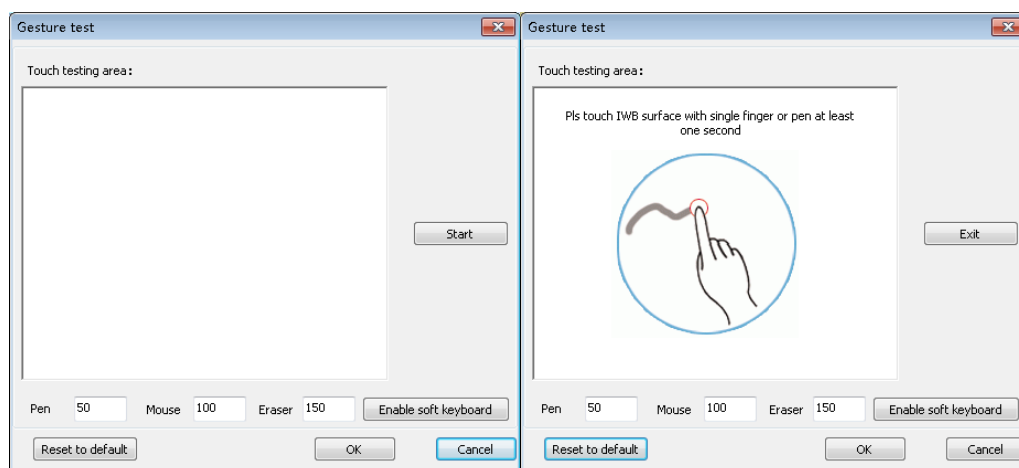 Gesture test
Touch testing area:
Start
Pen 50 Mouse 100 Eraser 150 Enable soft keyboard
Reset to default OK Cancel
Gesture test
Touch testing area:
Pls touch IWB surface with single finger or pen at least
one second
Exit
Pen 50 Mouse 100 Eraser 150 Enable soft keyboard
Reset to default OK Cancel